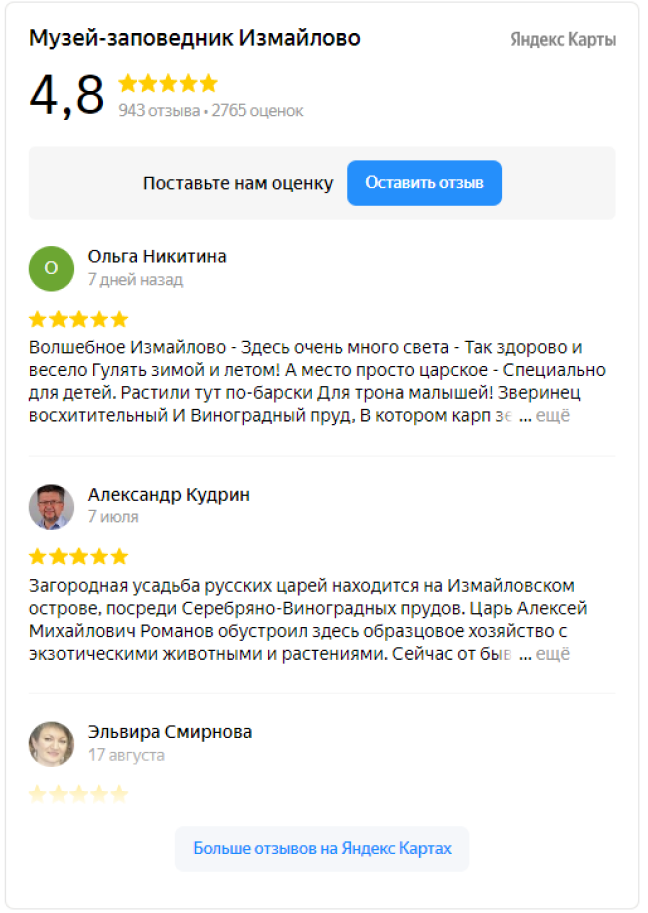 Музей-заповедник Измайлово
Яндекс Карты
4,8
943 отзыва • 2765 оценок
Поставьте нам оценку
Оставить отзыв
О
Ольга Никитина
7 дней назад
Волшебное Измайлово - Здесь очень много света - Так здорово и
весело Гулять зимой и летом! А место просто царское - Специально
для детей. Растили тут по-барски Для трона малышей! Зверинец
восхитительный И Виноградный пруд, В котором карп зе ... ещё
Александр Кудрин
7 июля
Загородная усадьба русских царей находится на Измайловском
острове, посреди Серебряно-Виноградных прудов. Царь Алексей
Михайлович Романов обустроил здесь образцовое хозяйство с
экзотическими животными и растениями. Сейчас от быв ... ещё
Эльвира Смирнова
17 августа
Больше отзывов на Яндекс Картах